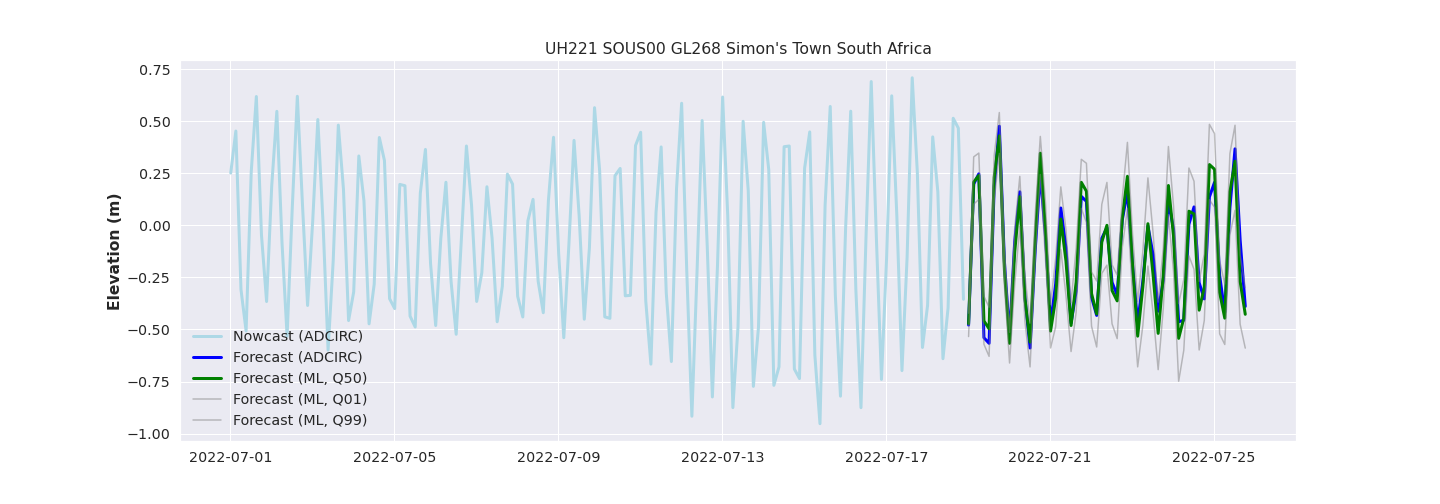 UH221 SOUS00 GL268 Simon's Town South Africa
Elevation (m)
0.75
0.50
0.25
0.00
−0.25
−0.50
−0.75
−1.00
Nowcast (ADCIRC)
Forecast (ADCIRC)
Forecast (ML, Q50)
Forecast (ML, Q01)
Forecast (ML, Q99)
2022-07-01 2022-07-05 2022-07-09 2022-07-13 2022-07-17 2022-07-21 2022-07-25